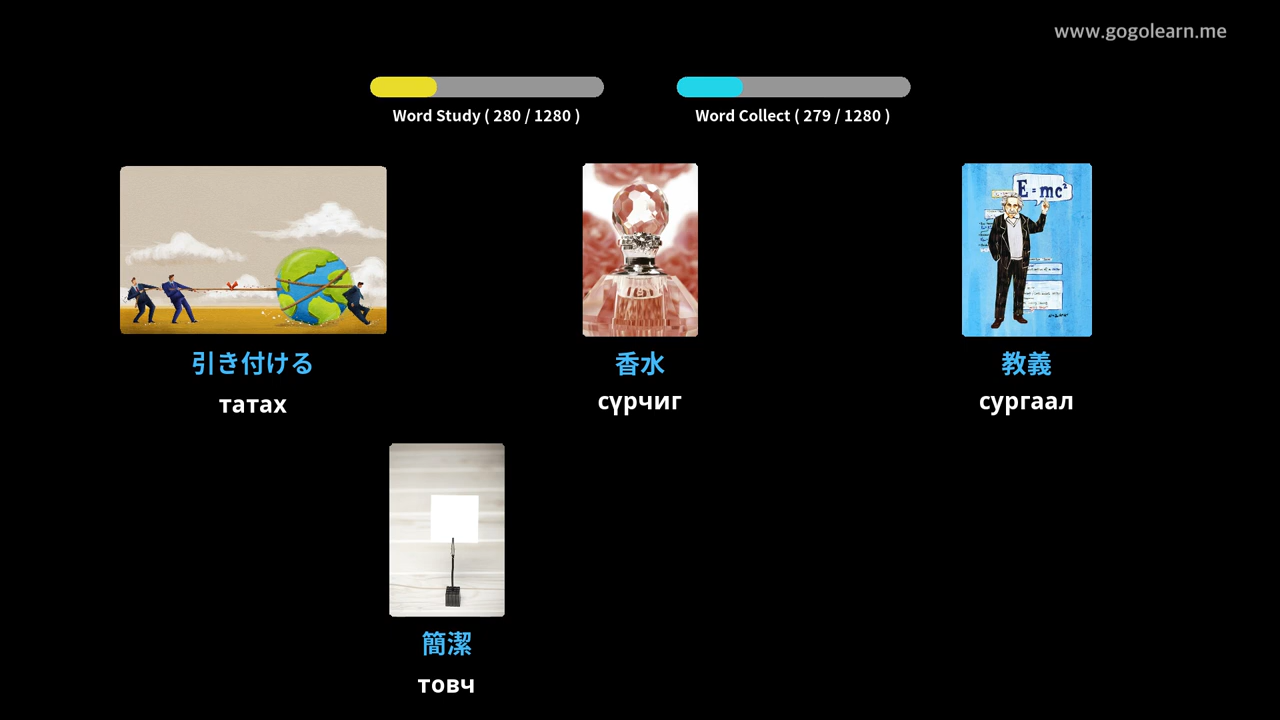 www.gogolearn.me
Word Study ( 280 / 1280 )
Word Collect ( 279 / 1280 )
E=mc²
引き付ける
татах
香水
сүрчиг
教義
сургаал
簡潔
товч